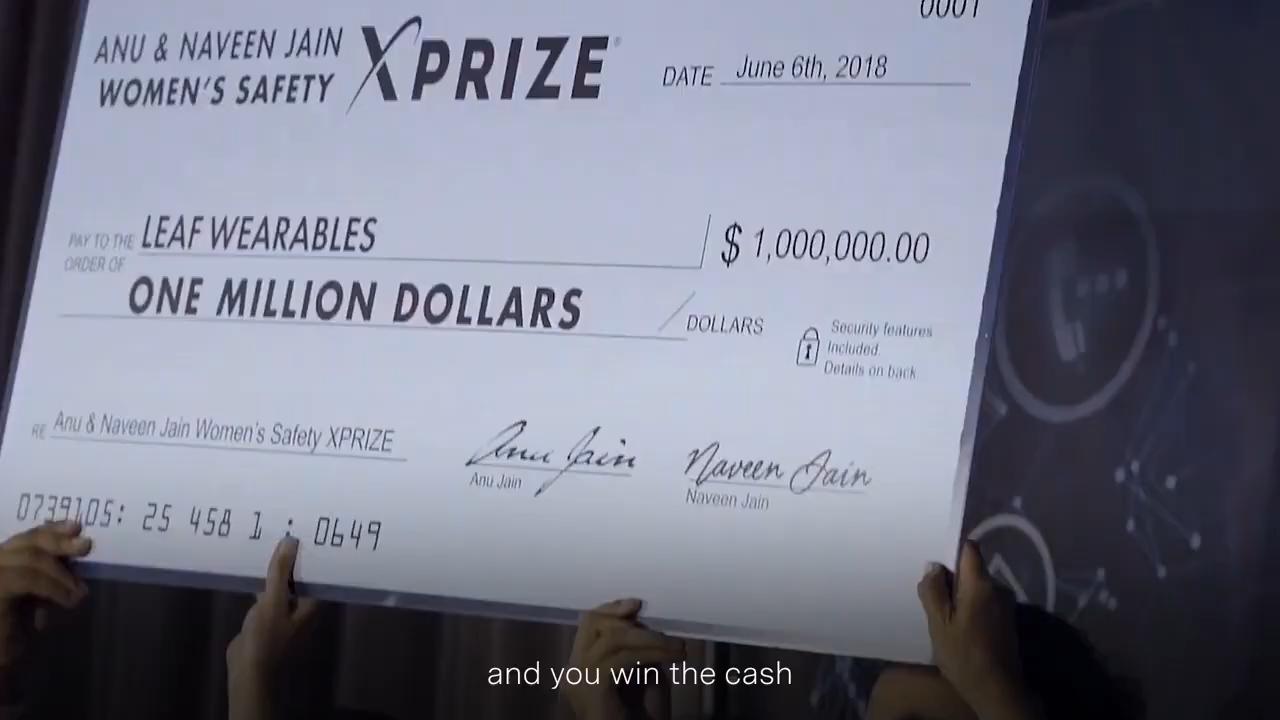 0001
ANU & NAVEEN JAIN
WOMEN'S SAFETY
XPRIZE®
DATE June 6th, 2018
PAY TO THE
ORDER OF
LEAF WEARABLES
$ 1,000,000.00
ONE MILLION DOLLARS
DOLLARS
Security features
included.
Details on back.
RE Anu & Naveen Jain Women's Safety XPRIZE
Anu Jain
Anu Jain
Naveen Jain
Naveen Jain
0739105: 25 458 1 : 0649
and you win the cash